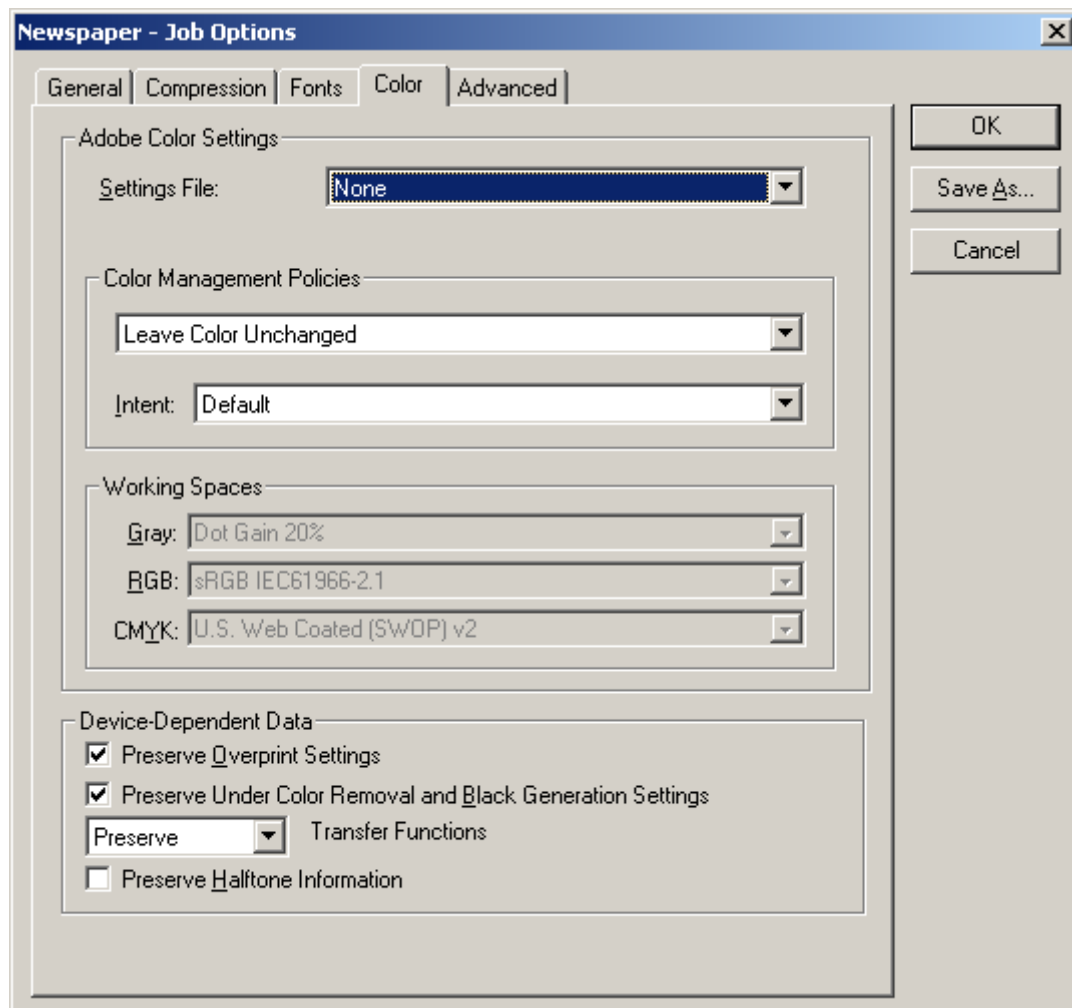 Newspaper - Job Options
General Compression Fonts Color Advanced
OK
Save As...
Cancel
Adobe Color Settings
Settings File: None
Color Management Policies
Leave Color Unchanged
Intent: Default
Working Spaces
Gray: Dot Gain 20%
RGB: sRGB IEC61966-2.1
CMYK: U.S. Web Coated (SWOP) v2
Device-Dependent Data
Preserve Overprint Settings
Preserve Under Color Removal and Black Generation Settings
Preserve Transfer Functions
Preserve Halftone Information